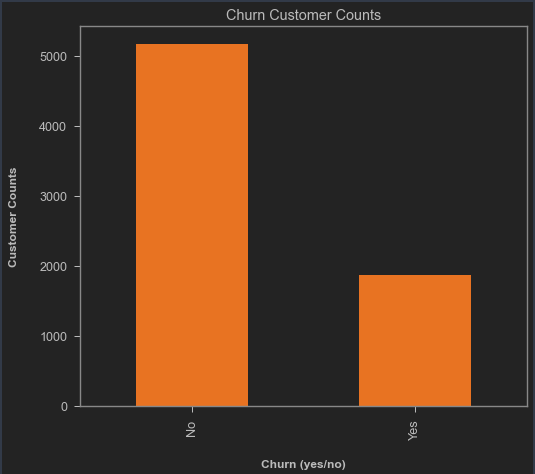 Churn Customer Counts
5000
4000
3000
2000
1000
0
Customer Counts
No
Yes
Churn (yes/no)